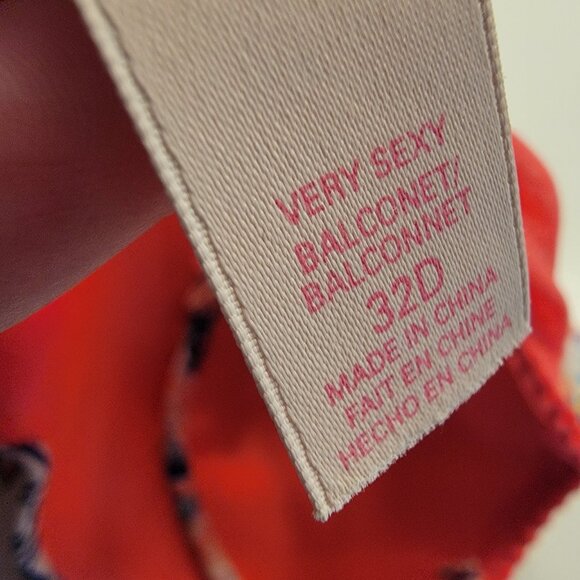 VERY SEXY
BALCONET/
BALCONNET
32D
MADE IN CHINA
FAIT EN CHINE
HECHO EN CHINA